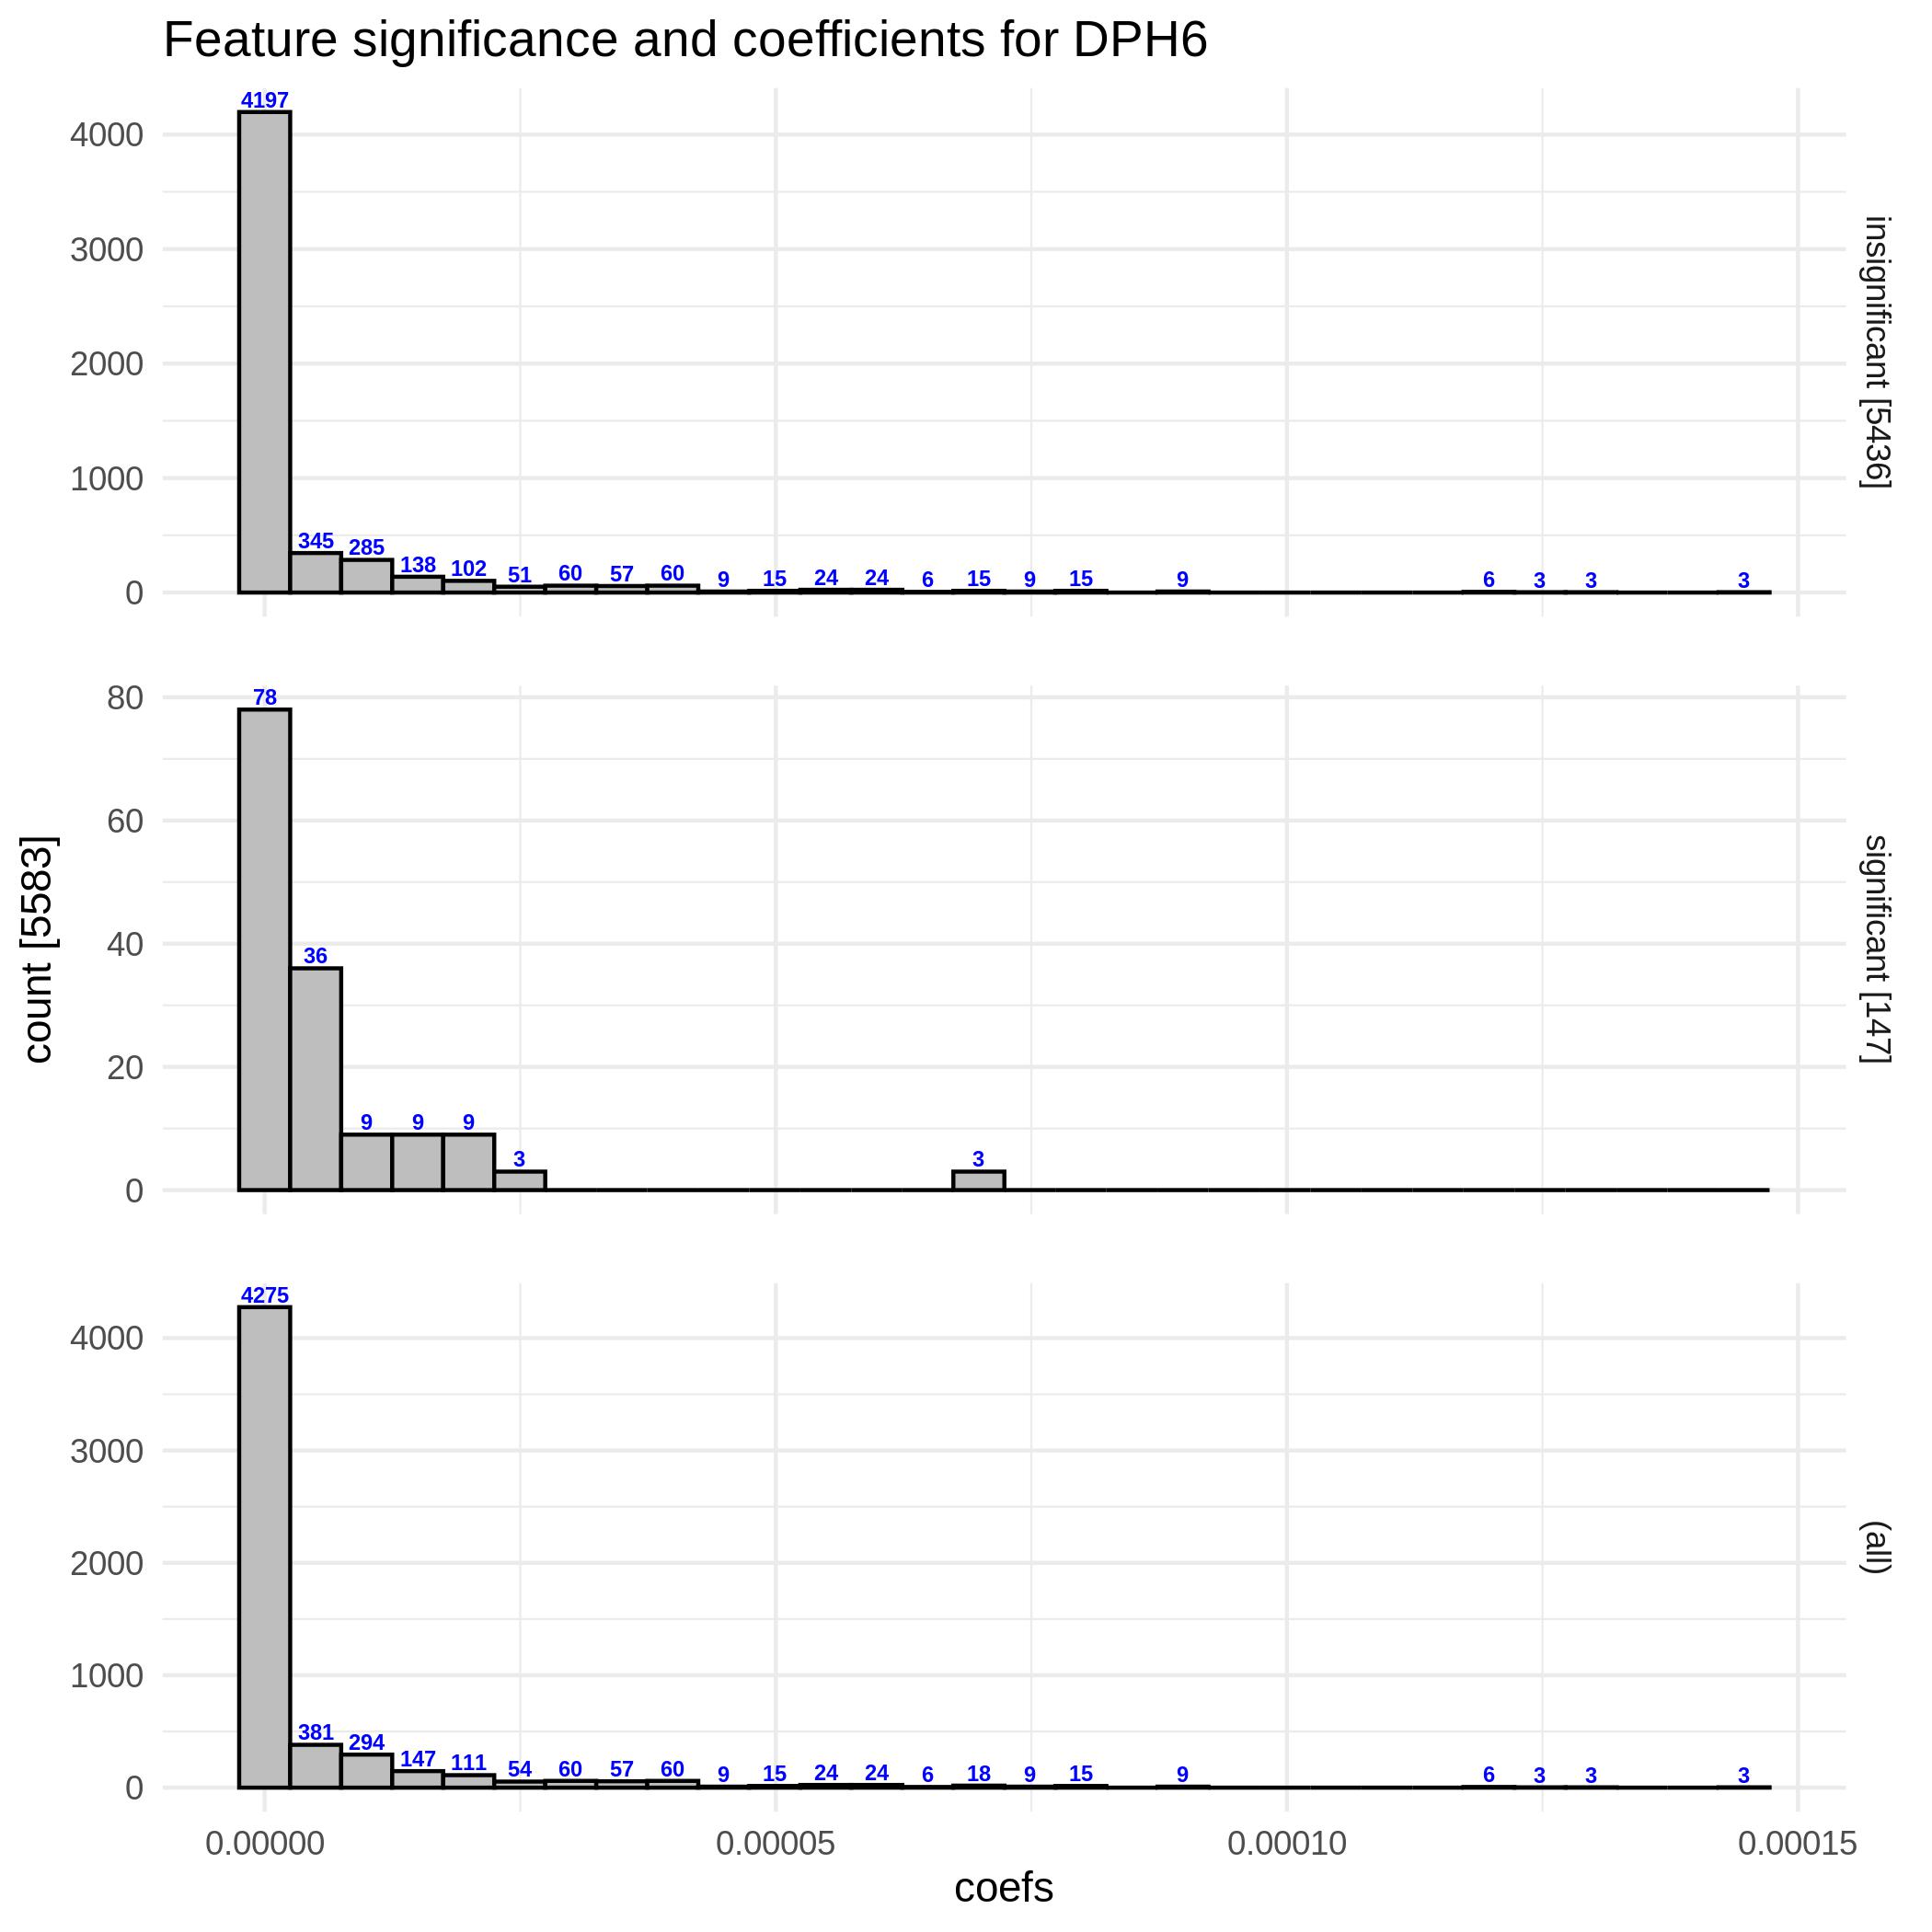 Feature significance and coefficients for DPH6
4197
4000
3000
2000
1000
0
345 285 138 102 51 60 57 60 9 15 24 24 6 15 9 15 9 6 3 3 3
insignificant [5436]
80
60
40
20
0
78
36
9 9 9 3 3
significant [147]
count [5583]
4275
4000
3000
2000
1000
0
381 294 147 111 54 60 57 60 9 15 24 24 6 18 9 15 9 6 3 3 3
(all)
0.00000 0.00005 0.00010 0.00015
coefs